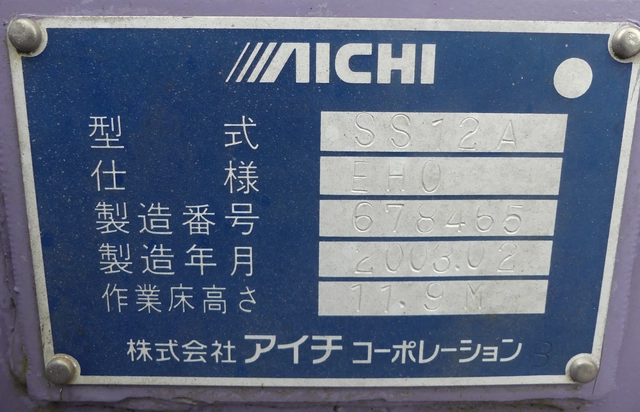 AICHI
型式 SS12A
仕様 EH0
製造番号 678465
製造年月 2003.02
作業床高さ 11.9M
株式会社 アイチ コーポレーション